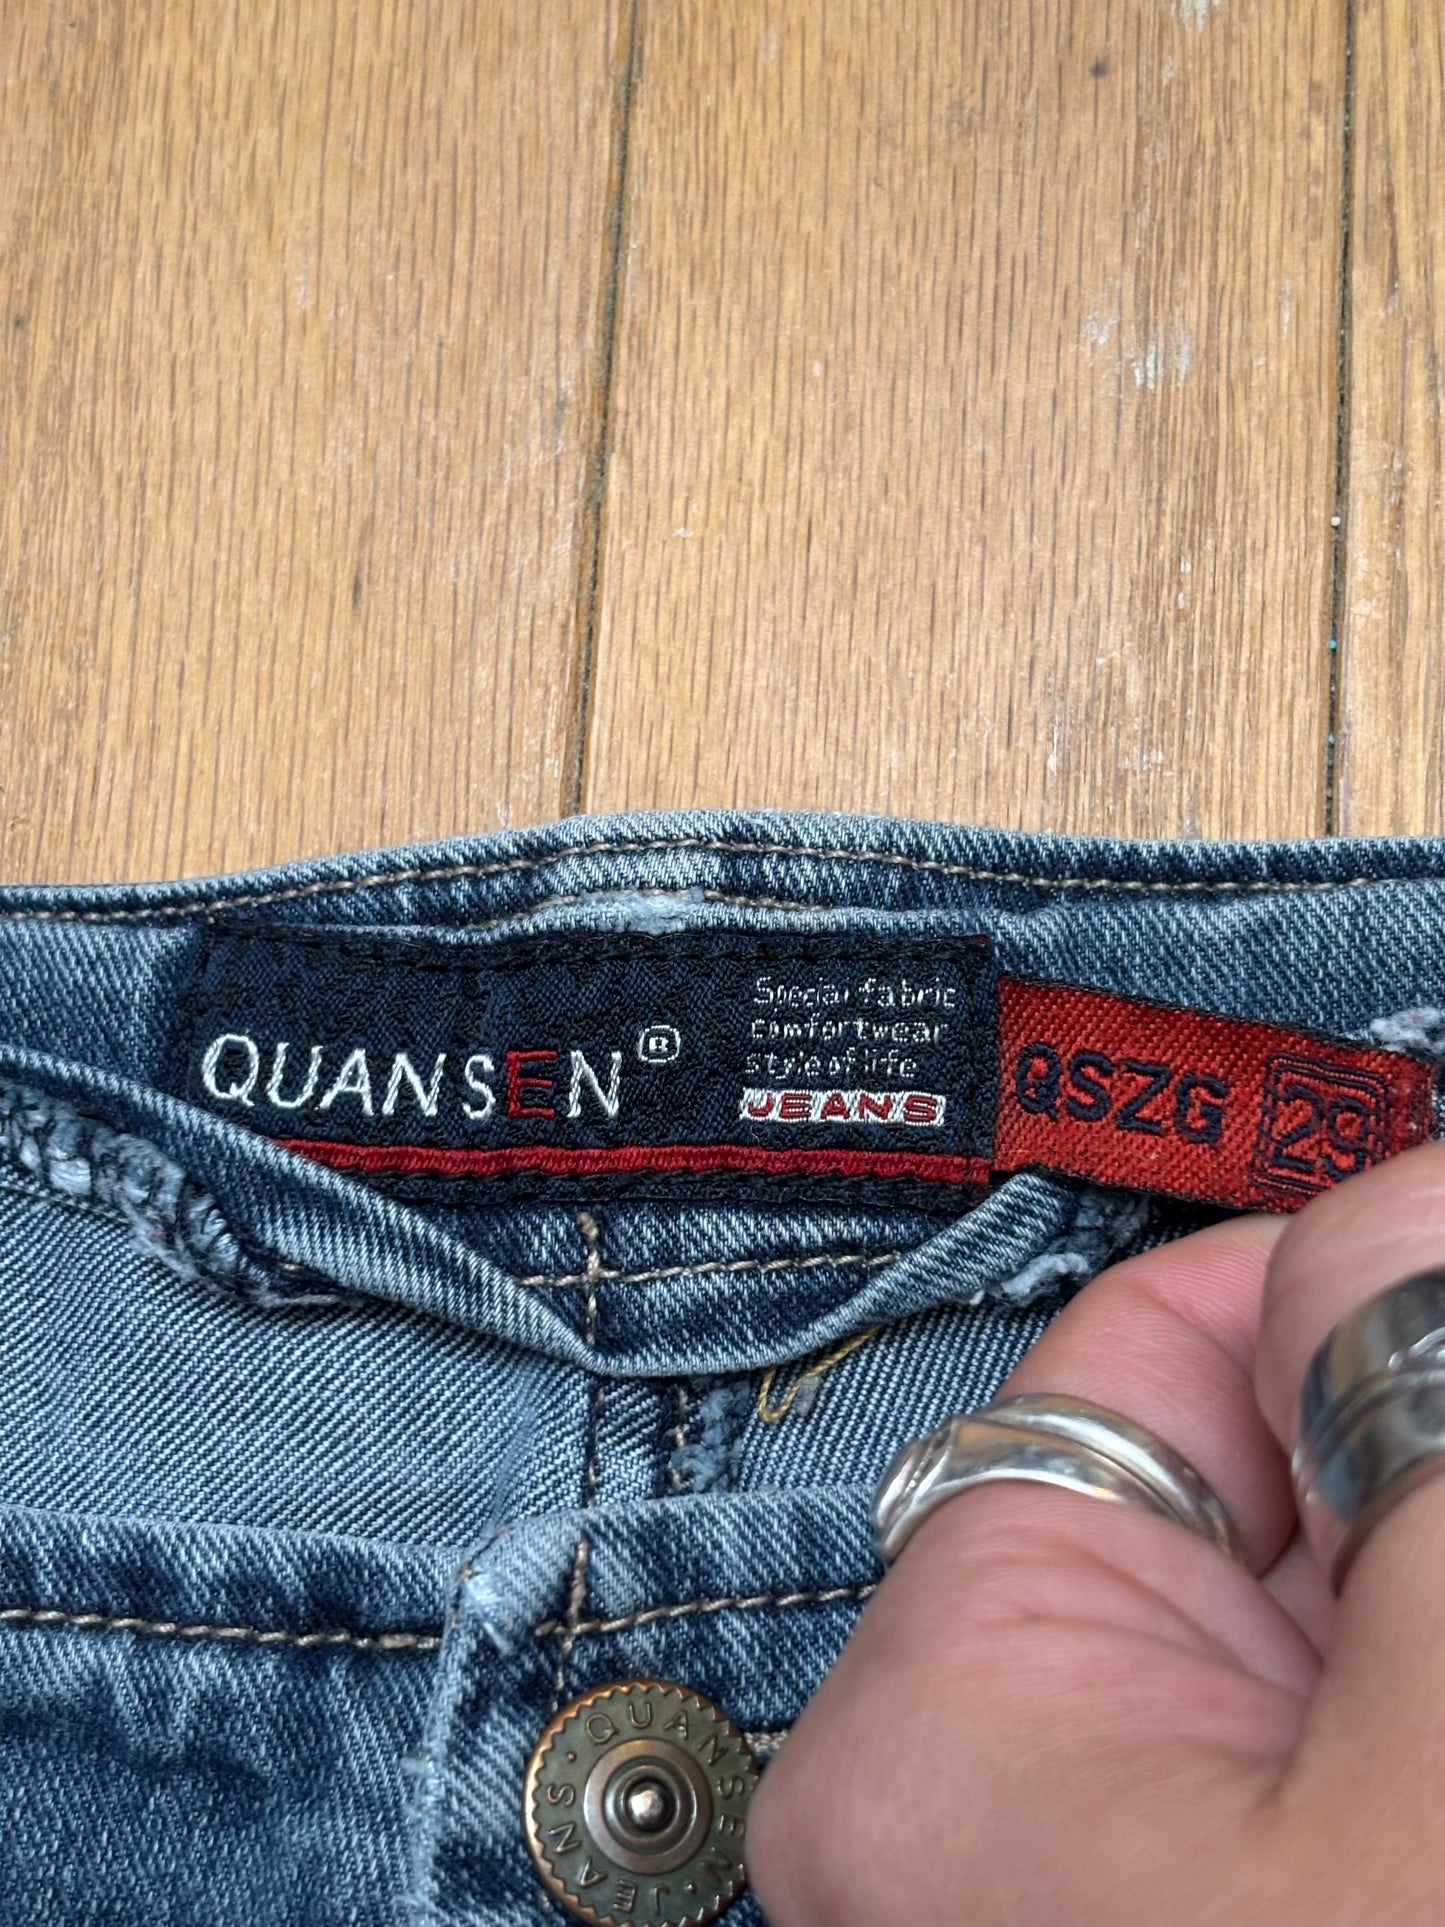 QUANSEN®
Special fabric
comfortwear
style of life
JEANS
QSZG 29
QUANSEN · JEANS ·